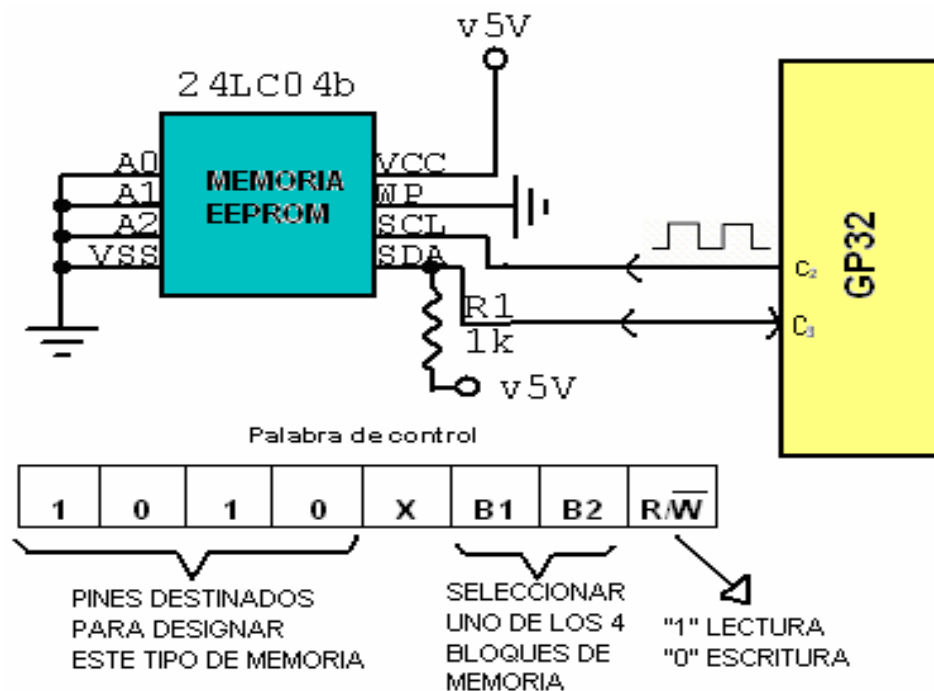 v5V
24LC04b
A0
A1
A2
VSS
MEMORIA
EEPROM
VCC
WP
SCL
SDA
R1
1k
v5V
C2
C3
GP32
Palabra de control
1 0 1 0 X B1 B2 R/W
PINES DESTINADOS
PARA DESIGNAR
ESTE TIPO DE MEMORIA
SELECCIONAR
UNO DE LOS 4
BLOQUES DE
MEMORIA
"1" LECTURA
"0" ESCRITURA